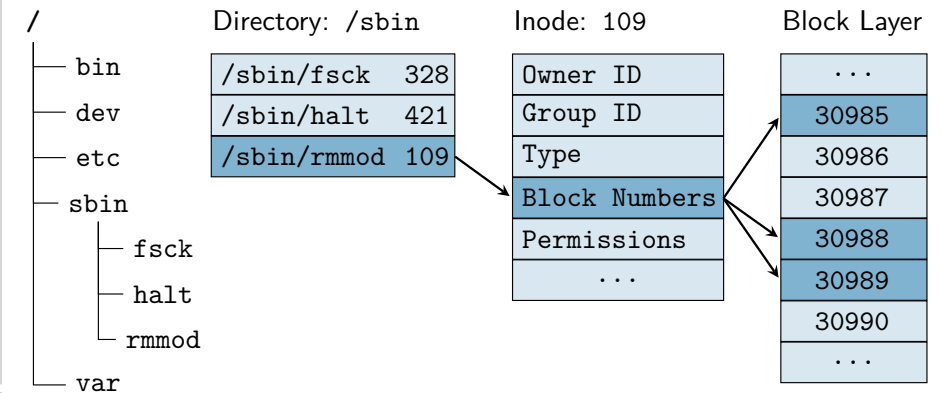 /
bin
dev
etc
sbin
fsck
halt
rmmod
var
Directory: /sbin
/sbin/fsck 328
/sbin/halt 421
/sbin/rmmod 109
Inode: 109
Owner ID
Group ID
Type
Block Numbers
Permissions
...
Block Layer
...
30985
30986
30987
30988
30989
30990
...